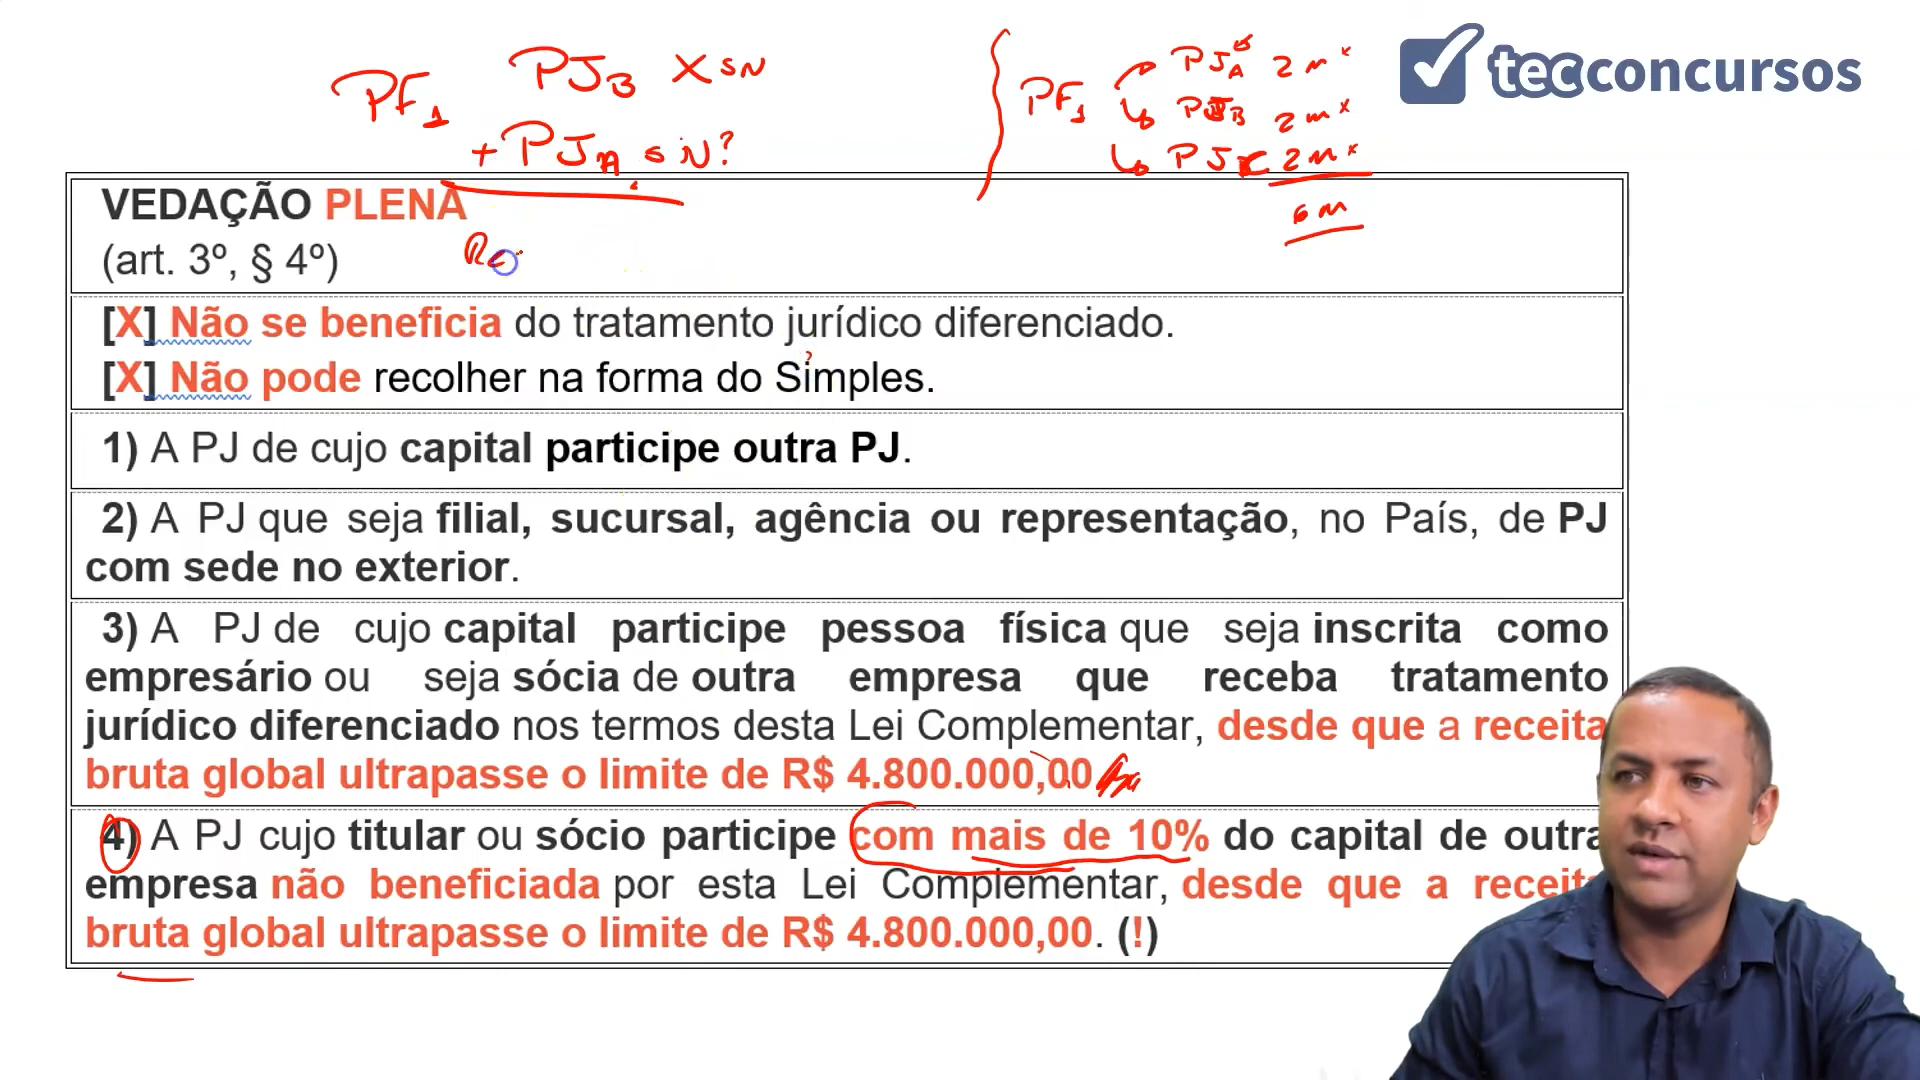 PF1 PJB X SN
+ PJA SN?
PF1 PJA 2m
PJB 2m
PJC 2m
6m
tecconcursos
VEDAÇÃO PLENA
(art. 3º, § 4º)
Re
[X] Não se beneficia do tratamento jurídico diferenciado.
[X] Não pode recolher na forma do Simples.
1) A PJ de cujo capital participe outra PJ.
2) A PJ que seja filial, sucursal, agência ou representação, no País, de PJ
com sede no exterior.
3) A PJ de cujo capital participe pessoa física que seja inscrita como
empresário ou seja sócia de outra empresa que receba tratamento
jurídico diferenciado nos termos desta Lei Complementar, desde que a receita
bruta global ultrapasse o limite de R$ 4.800.000,00
4) A PJ cujo titular ou sócio participe com mais de 10% do capital de outra
empresa não beneficiada por esta Lei Complementar, desde que a receita
bruta global ultrapasse o limite de R$ 4.800.000,00. (!)